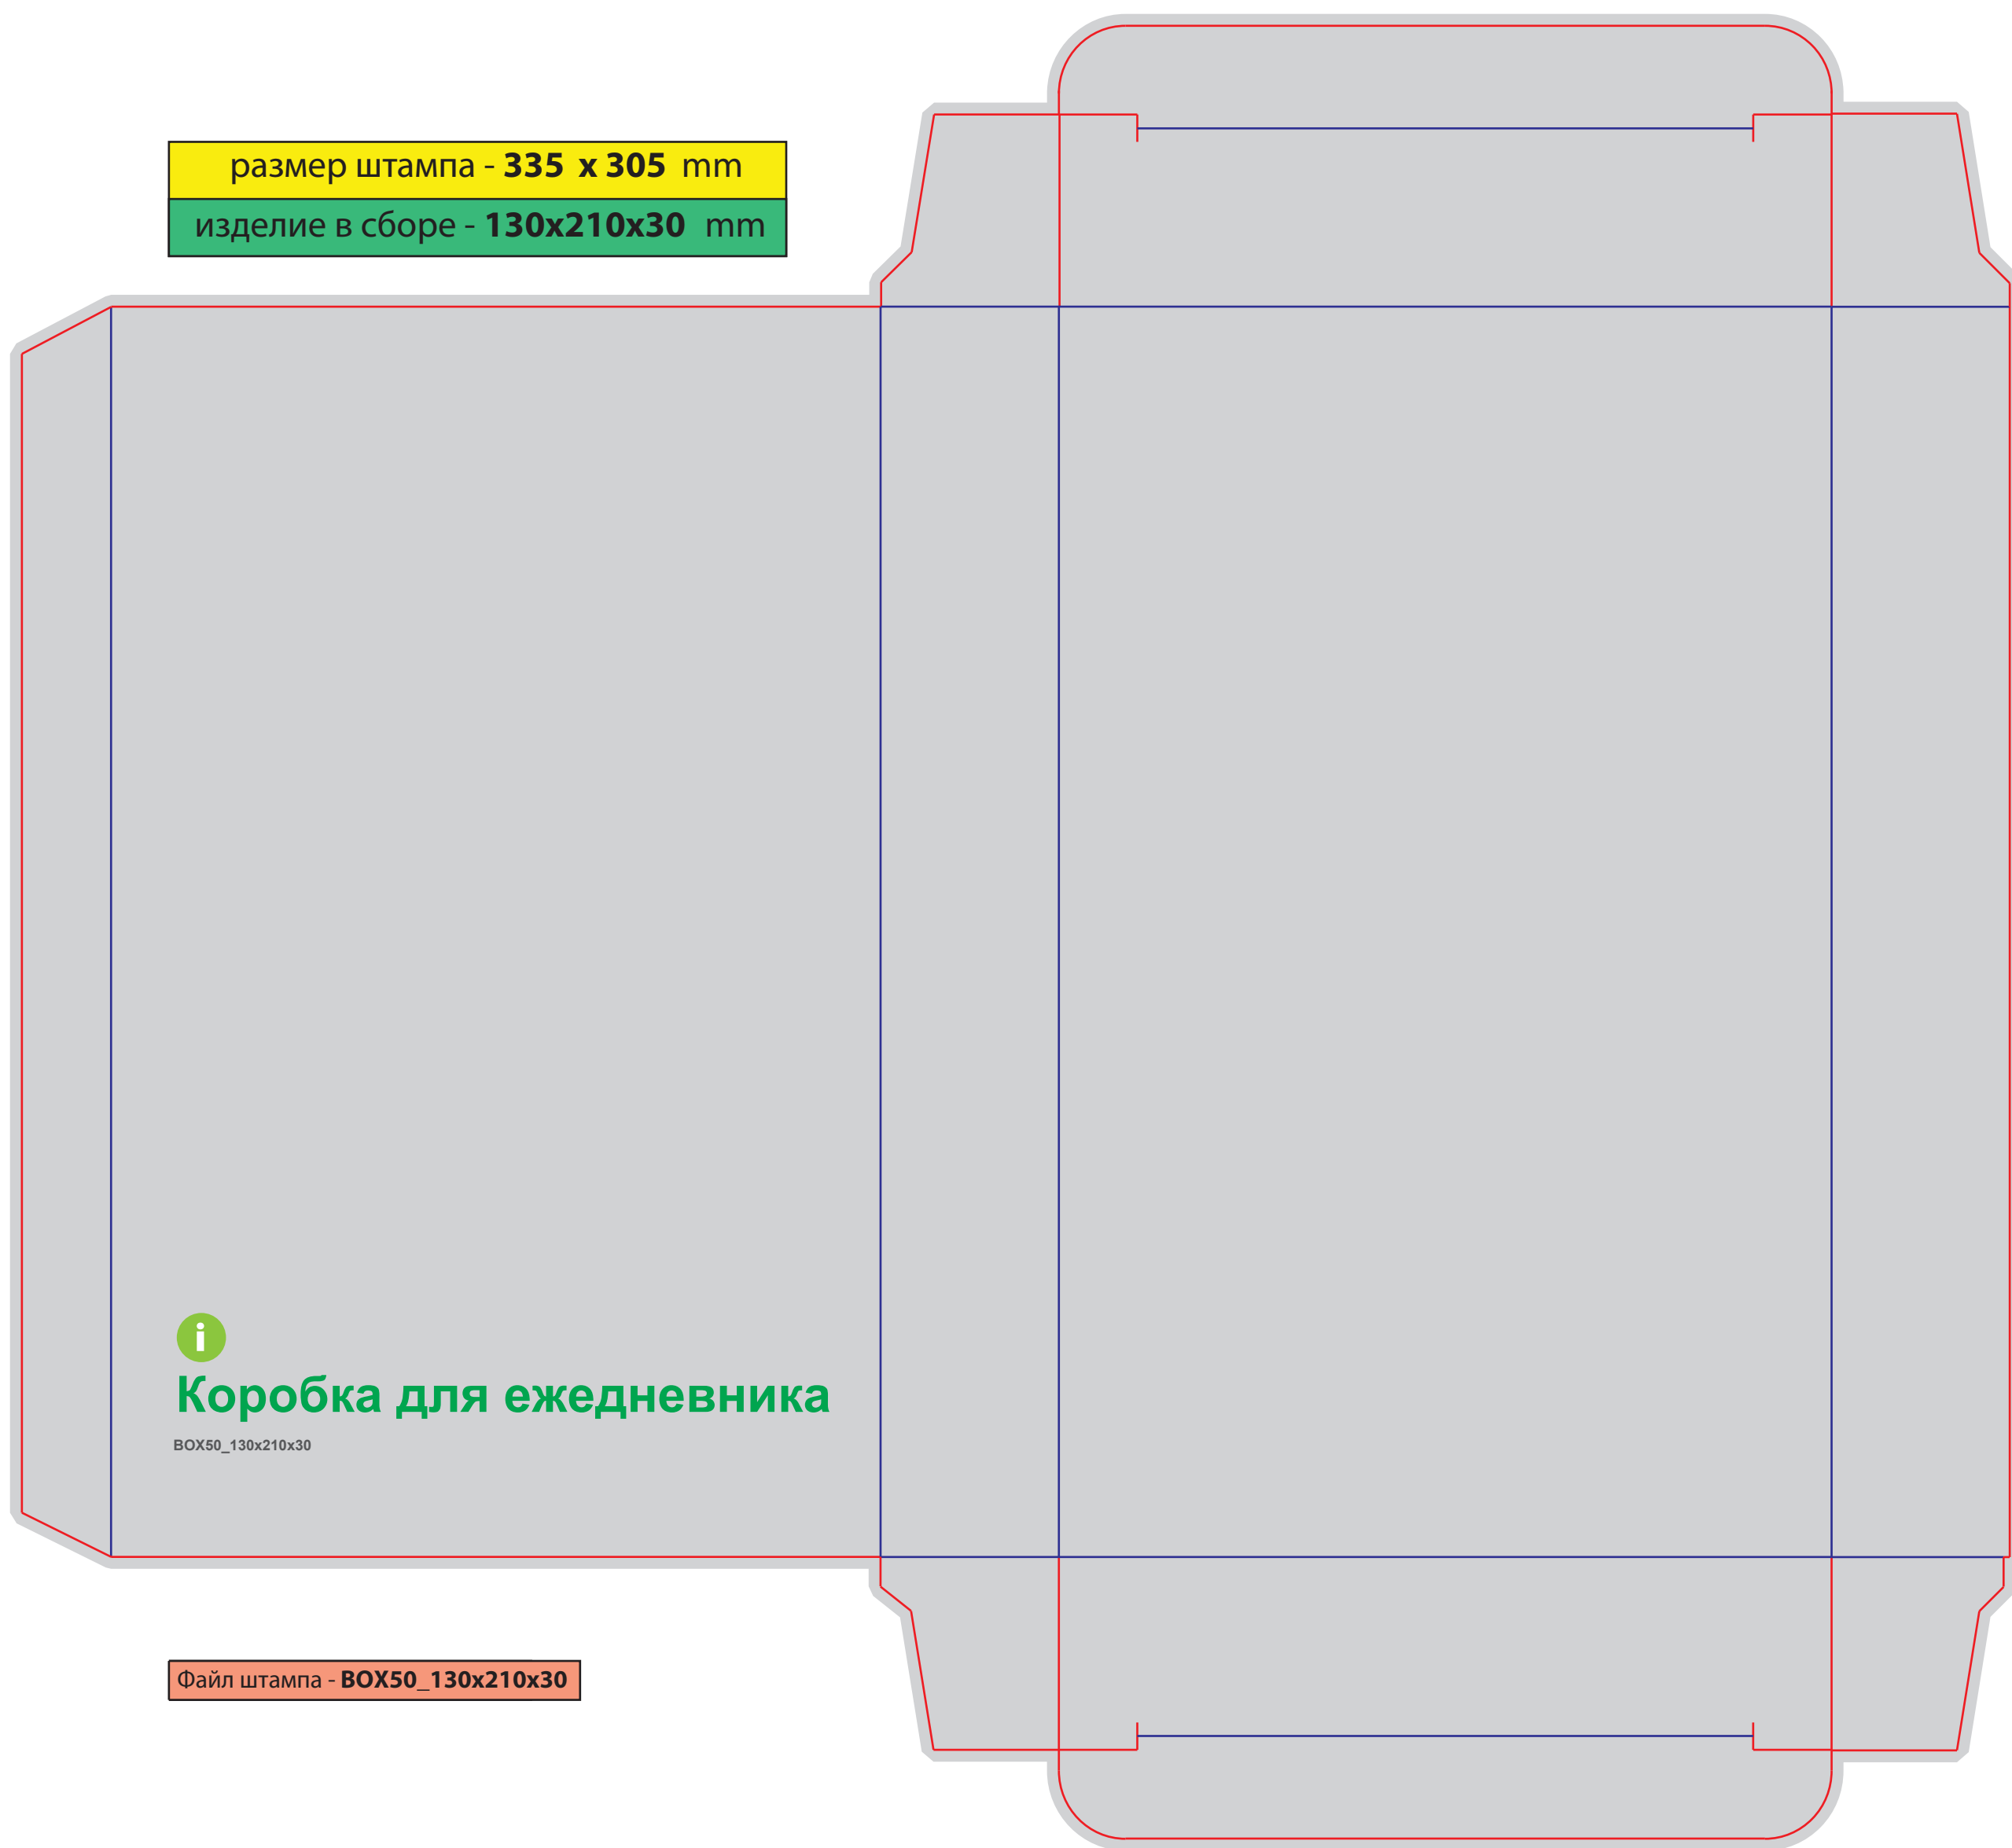 размер штампа - 335 x 305 mm
изделие в сборе - 130x210x30 mm
i
Коробка для ежедневника
BOX50_130x210x30
Файл штампа - BOX50_130x210x30